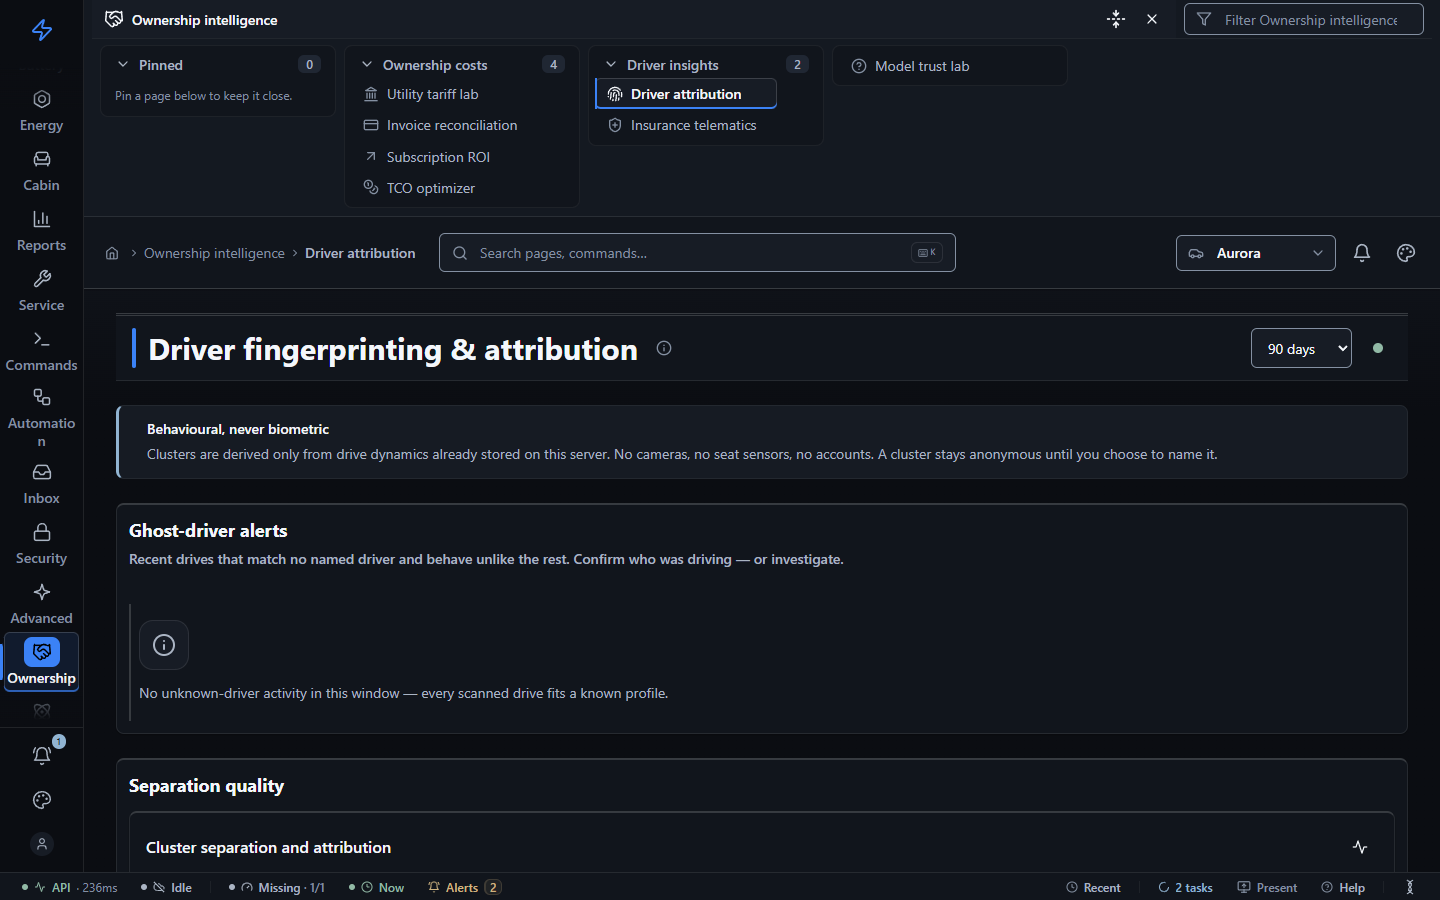 Ownership intelligence
Filter Ownership intelligence
Pinned 0
Pin a page below to keep it close.
Ownership costs 4
Utility tariff lab
Invoice reconciliation
Subscription ROI
TCO optimizer
Driver insights 2
Driver attribution
Insurance telematics
Model trust lab
Energy
Cabin
Reports
Service
Commands
Automatio
n
Inbox
Security
Advanced
Ownership
1
Ownership intelligence
Driver attribution
Search pages, commands...
K
Aurora
Driver fingerprinting & attribution
90 days
Behavioural, never biometric
Clusters are derived only from drive dynamics already stored on this server. No cameras, no seat sensors, no accounts. A cluster stays anonymous until you choose to name it.
Ghost-driver alerts
Recent drives that match no named driver and behave unlike the rest. Confirm who was driving — or investigate.
No unknown-driver activity in this window — every scanned drive fits a known profile.
Separation quality
Cluster separation and attribution
API · 236ms
Idle
Missing · 1/1
Now
Alerts 2
Recent
2 tasks
Present
Help